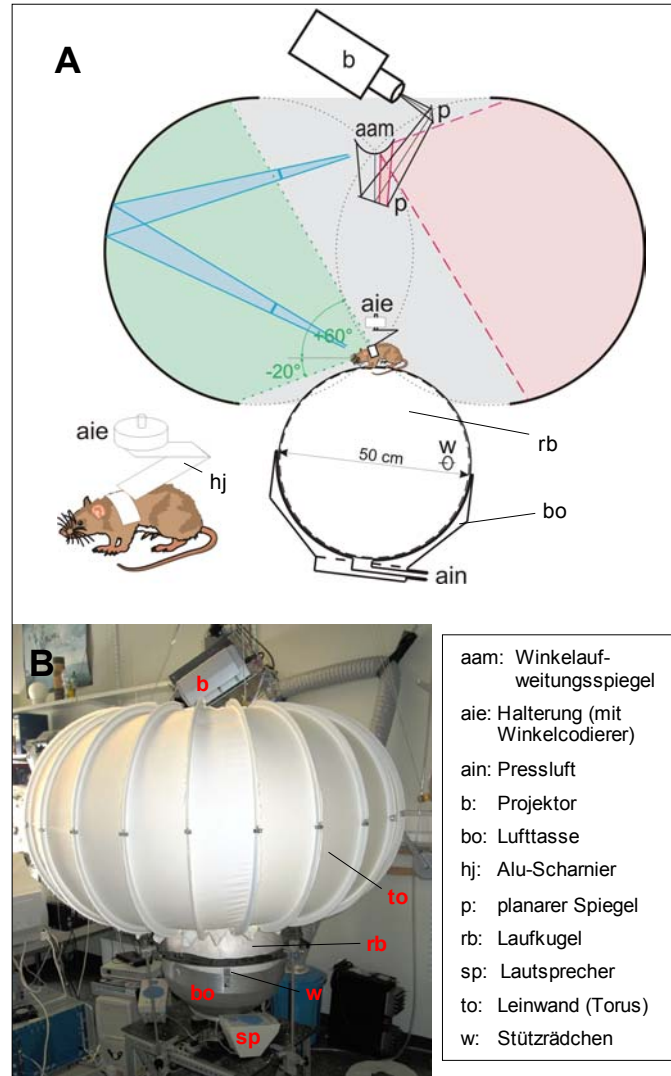 A
b
p
aam
p
aie
+60°
-20°
rb
50 cm
w
aie
hj
bo
ain
B
b
to
rb
bo
w
sp
aam: Winkelauf-
weitungsspiegel
aie: Halterung (mit
Winkelcodierer)
ain: Pressluft
b: Projektor
bo: Lufttasse
hj: Alu-Scharnier
p: planarer Spiegel
rb: Laufkugel
sp: Lautsprecher
to: Leinwand (Torus)
w: Stützrädchen